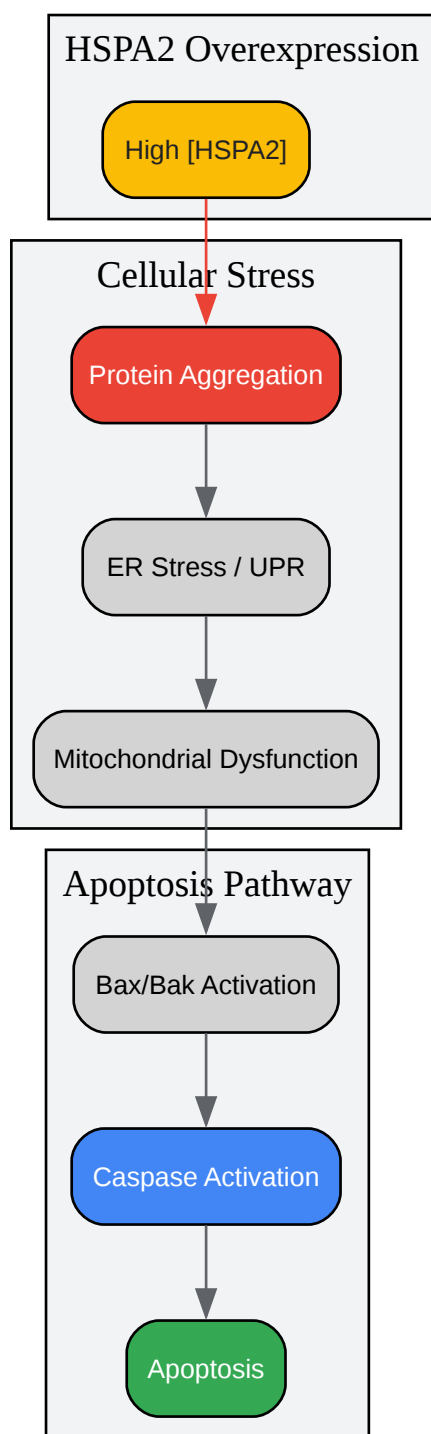 HSPA2 Overexpression
High [HSPA2]
Cellular Stress
Protein Aggregation
ER Stress / UPR
Mitochondrial Dysfunction
Apoptosis Pathway
Bax/Bak Activation
Caspase Activation
Apoptosis